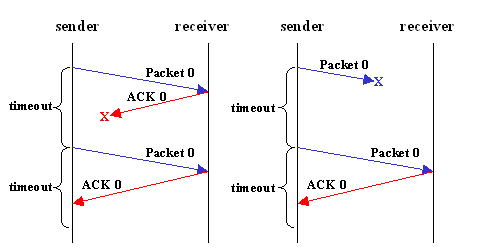 sender receiver sender receiver
Packet 0 Packet 0
X
ACK 0
timeout X timeout
Packet 0 Packet 0
timeout ACK 0 timeout ACK 0